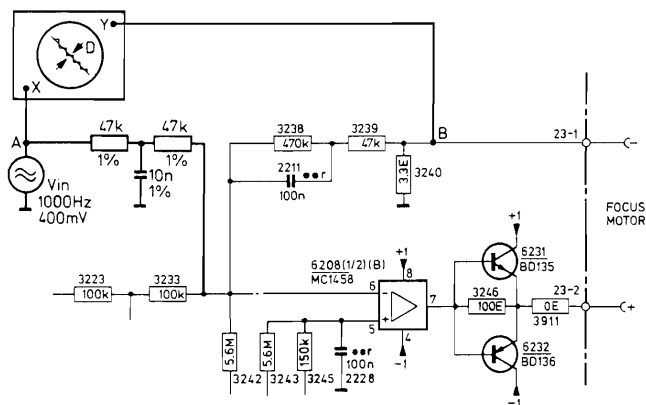 Y
D
X
A
47k
1%
47k
1%
10n
1%
Vin
1000Hz
400mV
3238
470k
3239
47k
B
23-1
2211 ●●r
100n
3.3E
3240
FOCUS
MOTOR
6208(1/2)(B)
MC1458
+1
8
6
-
7
+
5
4
-1
+1
6231
BD135
3246
100E
23-2
0E
3911
6232
BD136
-1
3223
100k
3233
100k
5.6M
3242
5.6M
3243
150k
3245
●●r
100n
2228
-
+